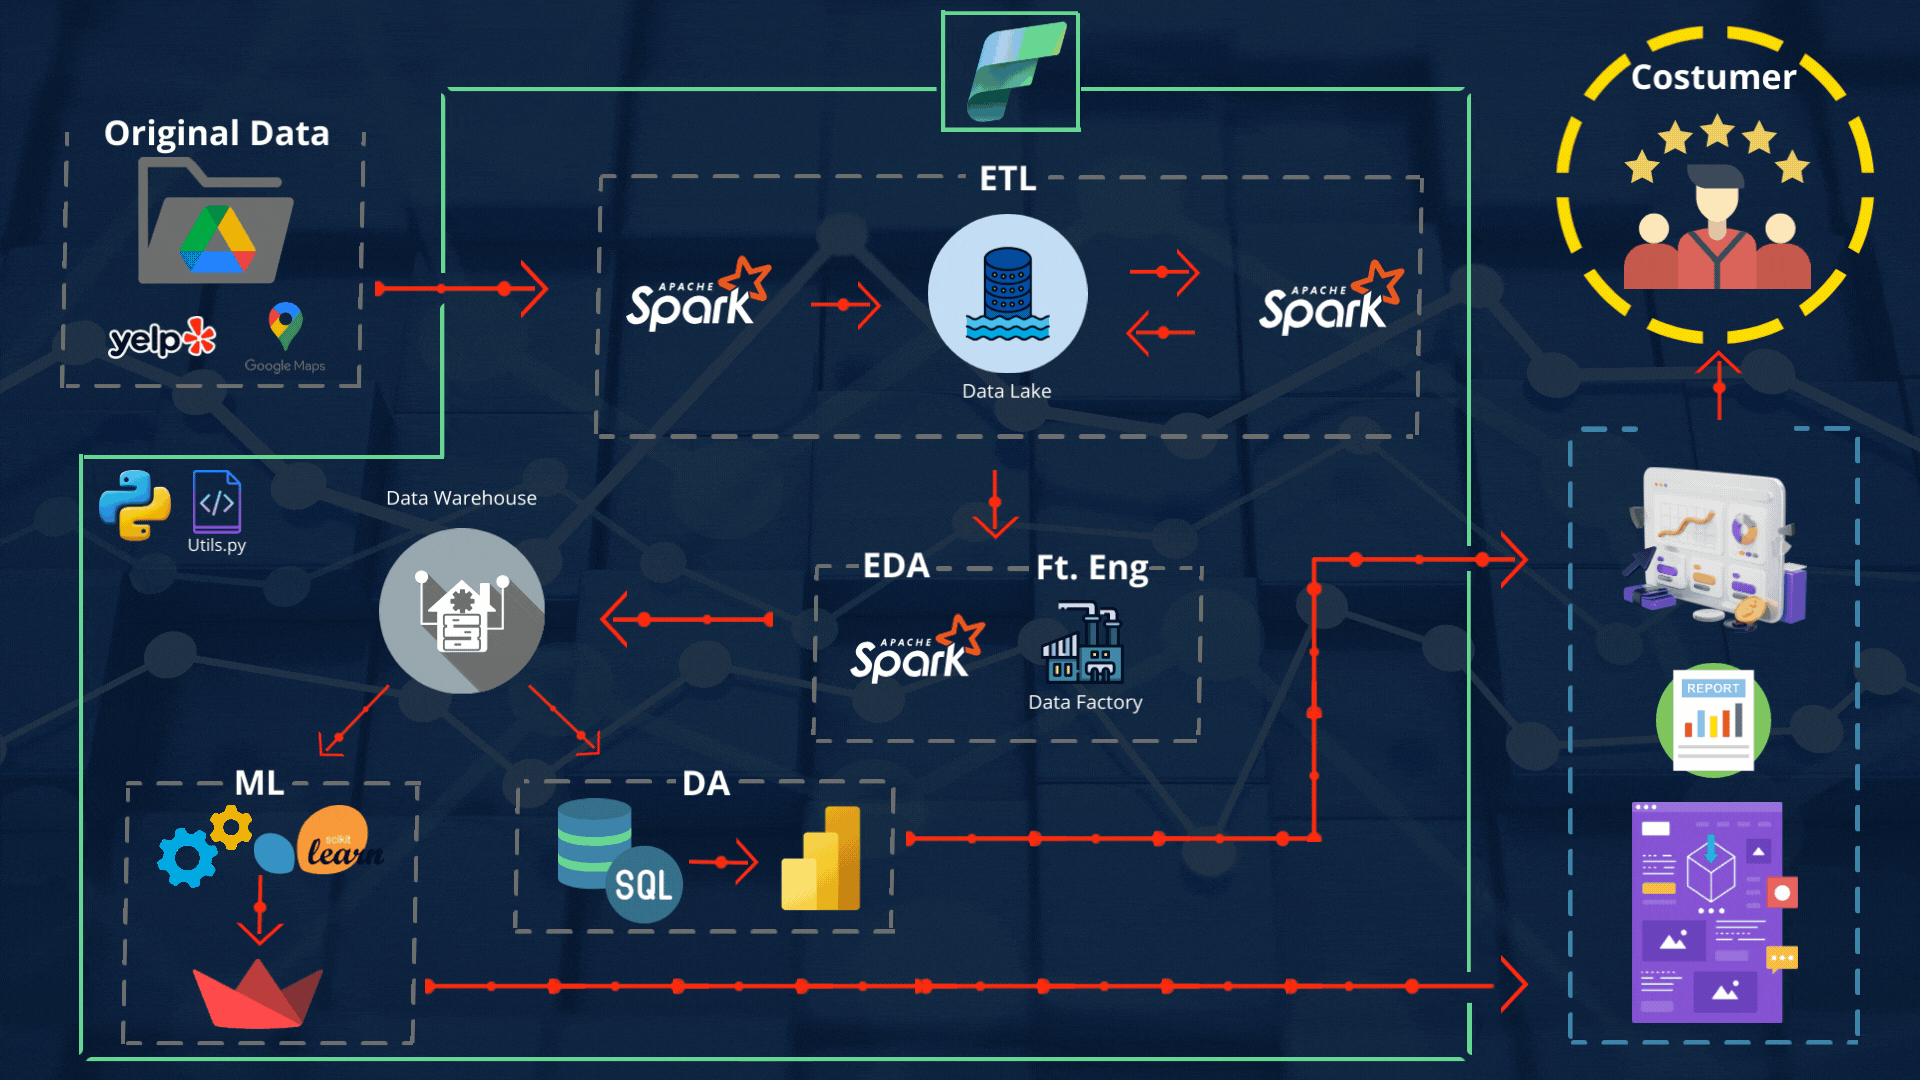 Costumer
Original Data
yelp
Google Maps
ETL
APACHE
Spark
Data Lake
APACHE
Spark
Utils.py
Data Warehouse
EDA
Ft. Eng
APACHE
Spark
Data Factory
REPORT
ML
scikit
learn
DA
SQL